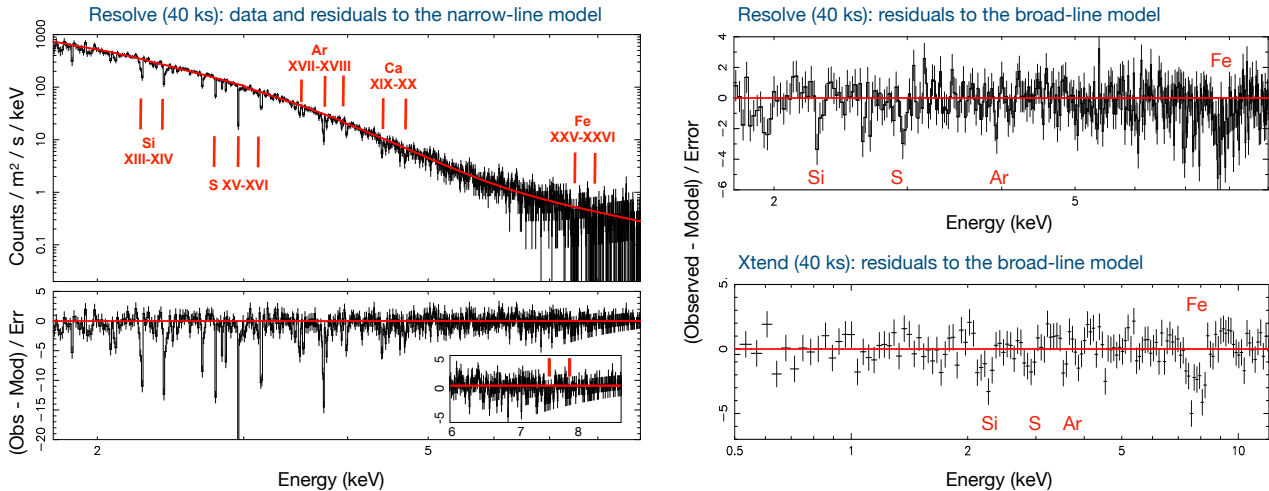 Resolve (40 ks): data and residuals to the narrow-line model
Counts / m² / s / keV
1000
100
10
1
0.1
Ar
XVII-XVIII
Ca
XIX-XX
Si
XIII-XIV
S XV-XVI
Fe
XXV-XXVI
(Obs - Mod) / Err
5
0
-5
-10
-15
-20
5
0
-5
6 7 8
2 5
Energy (keV)
Resolve (40 ks): residuals to the broad-line model
(Observed - Model) / Error
4
2
0
-2
-4
-6
Fe
Si S Ar
2 5
Energy (keV)
Xtend (40 ks): residuals to the broad-line model
5
0
-5
Fe
Si S Ar
0.5 1 2 5 10
Energy (keV)